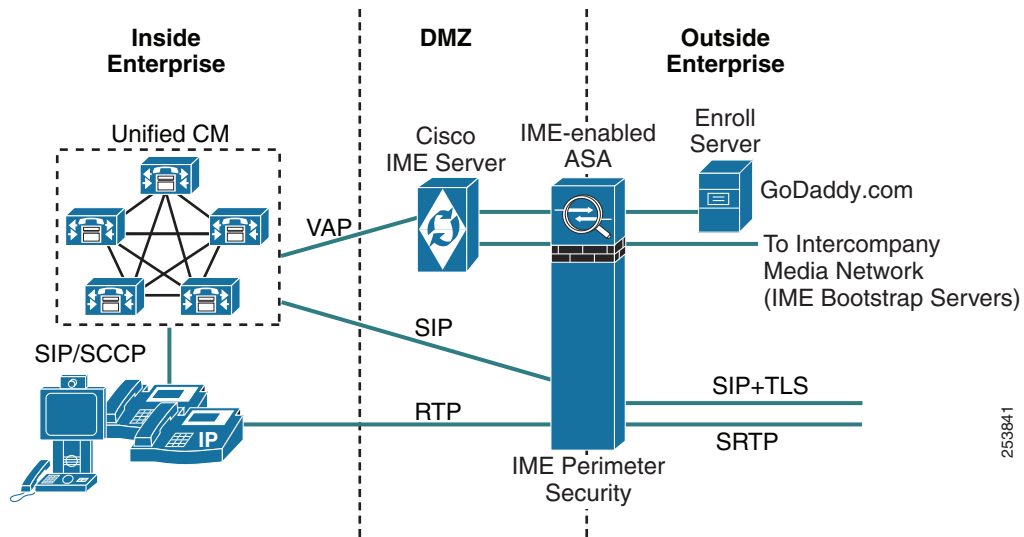 Inside
Enterprise
DMZ
Outside
Enterprise
Unified CM
Cisco
IME Server
IME-enabled
ASA
Enroll
Server
GoDaddy.com
VAP
To Intercompany
Media Network
(IME Bootstrap Servers)
SIP
SIP/SCCP
IP
RTP
SIP+TLS
SRTP
IME Perimeter
Security
253841